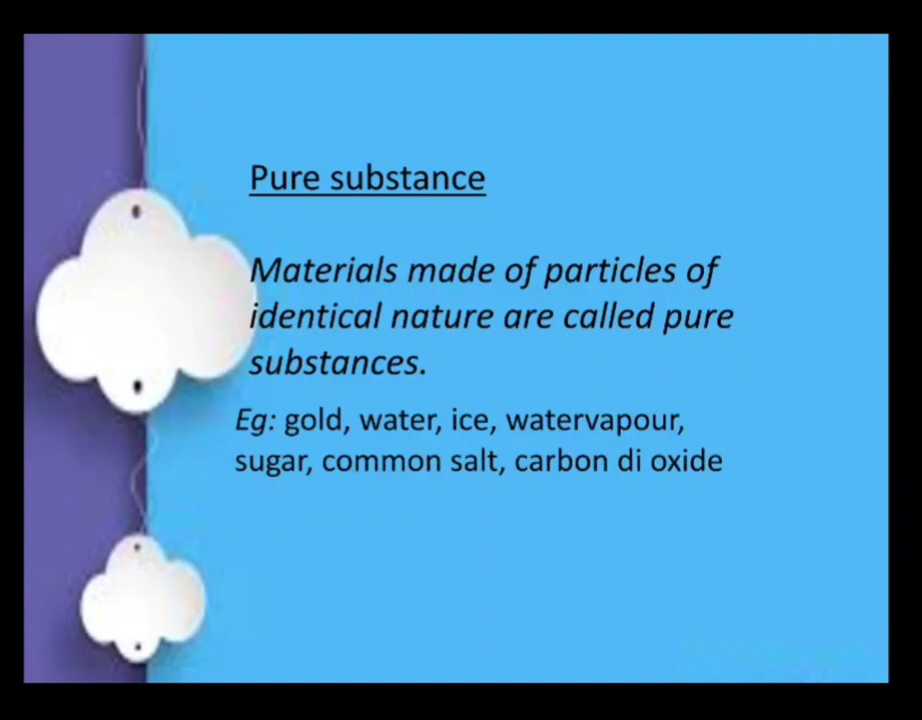 Pure substance
Materials made of particles of
identical nature are called pure
substances.
Eg: gold, water, ice, watervapour,
sugar, common salt, carbon di oxide